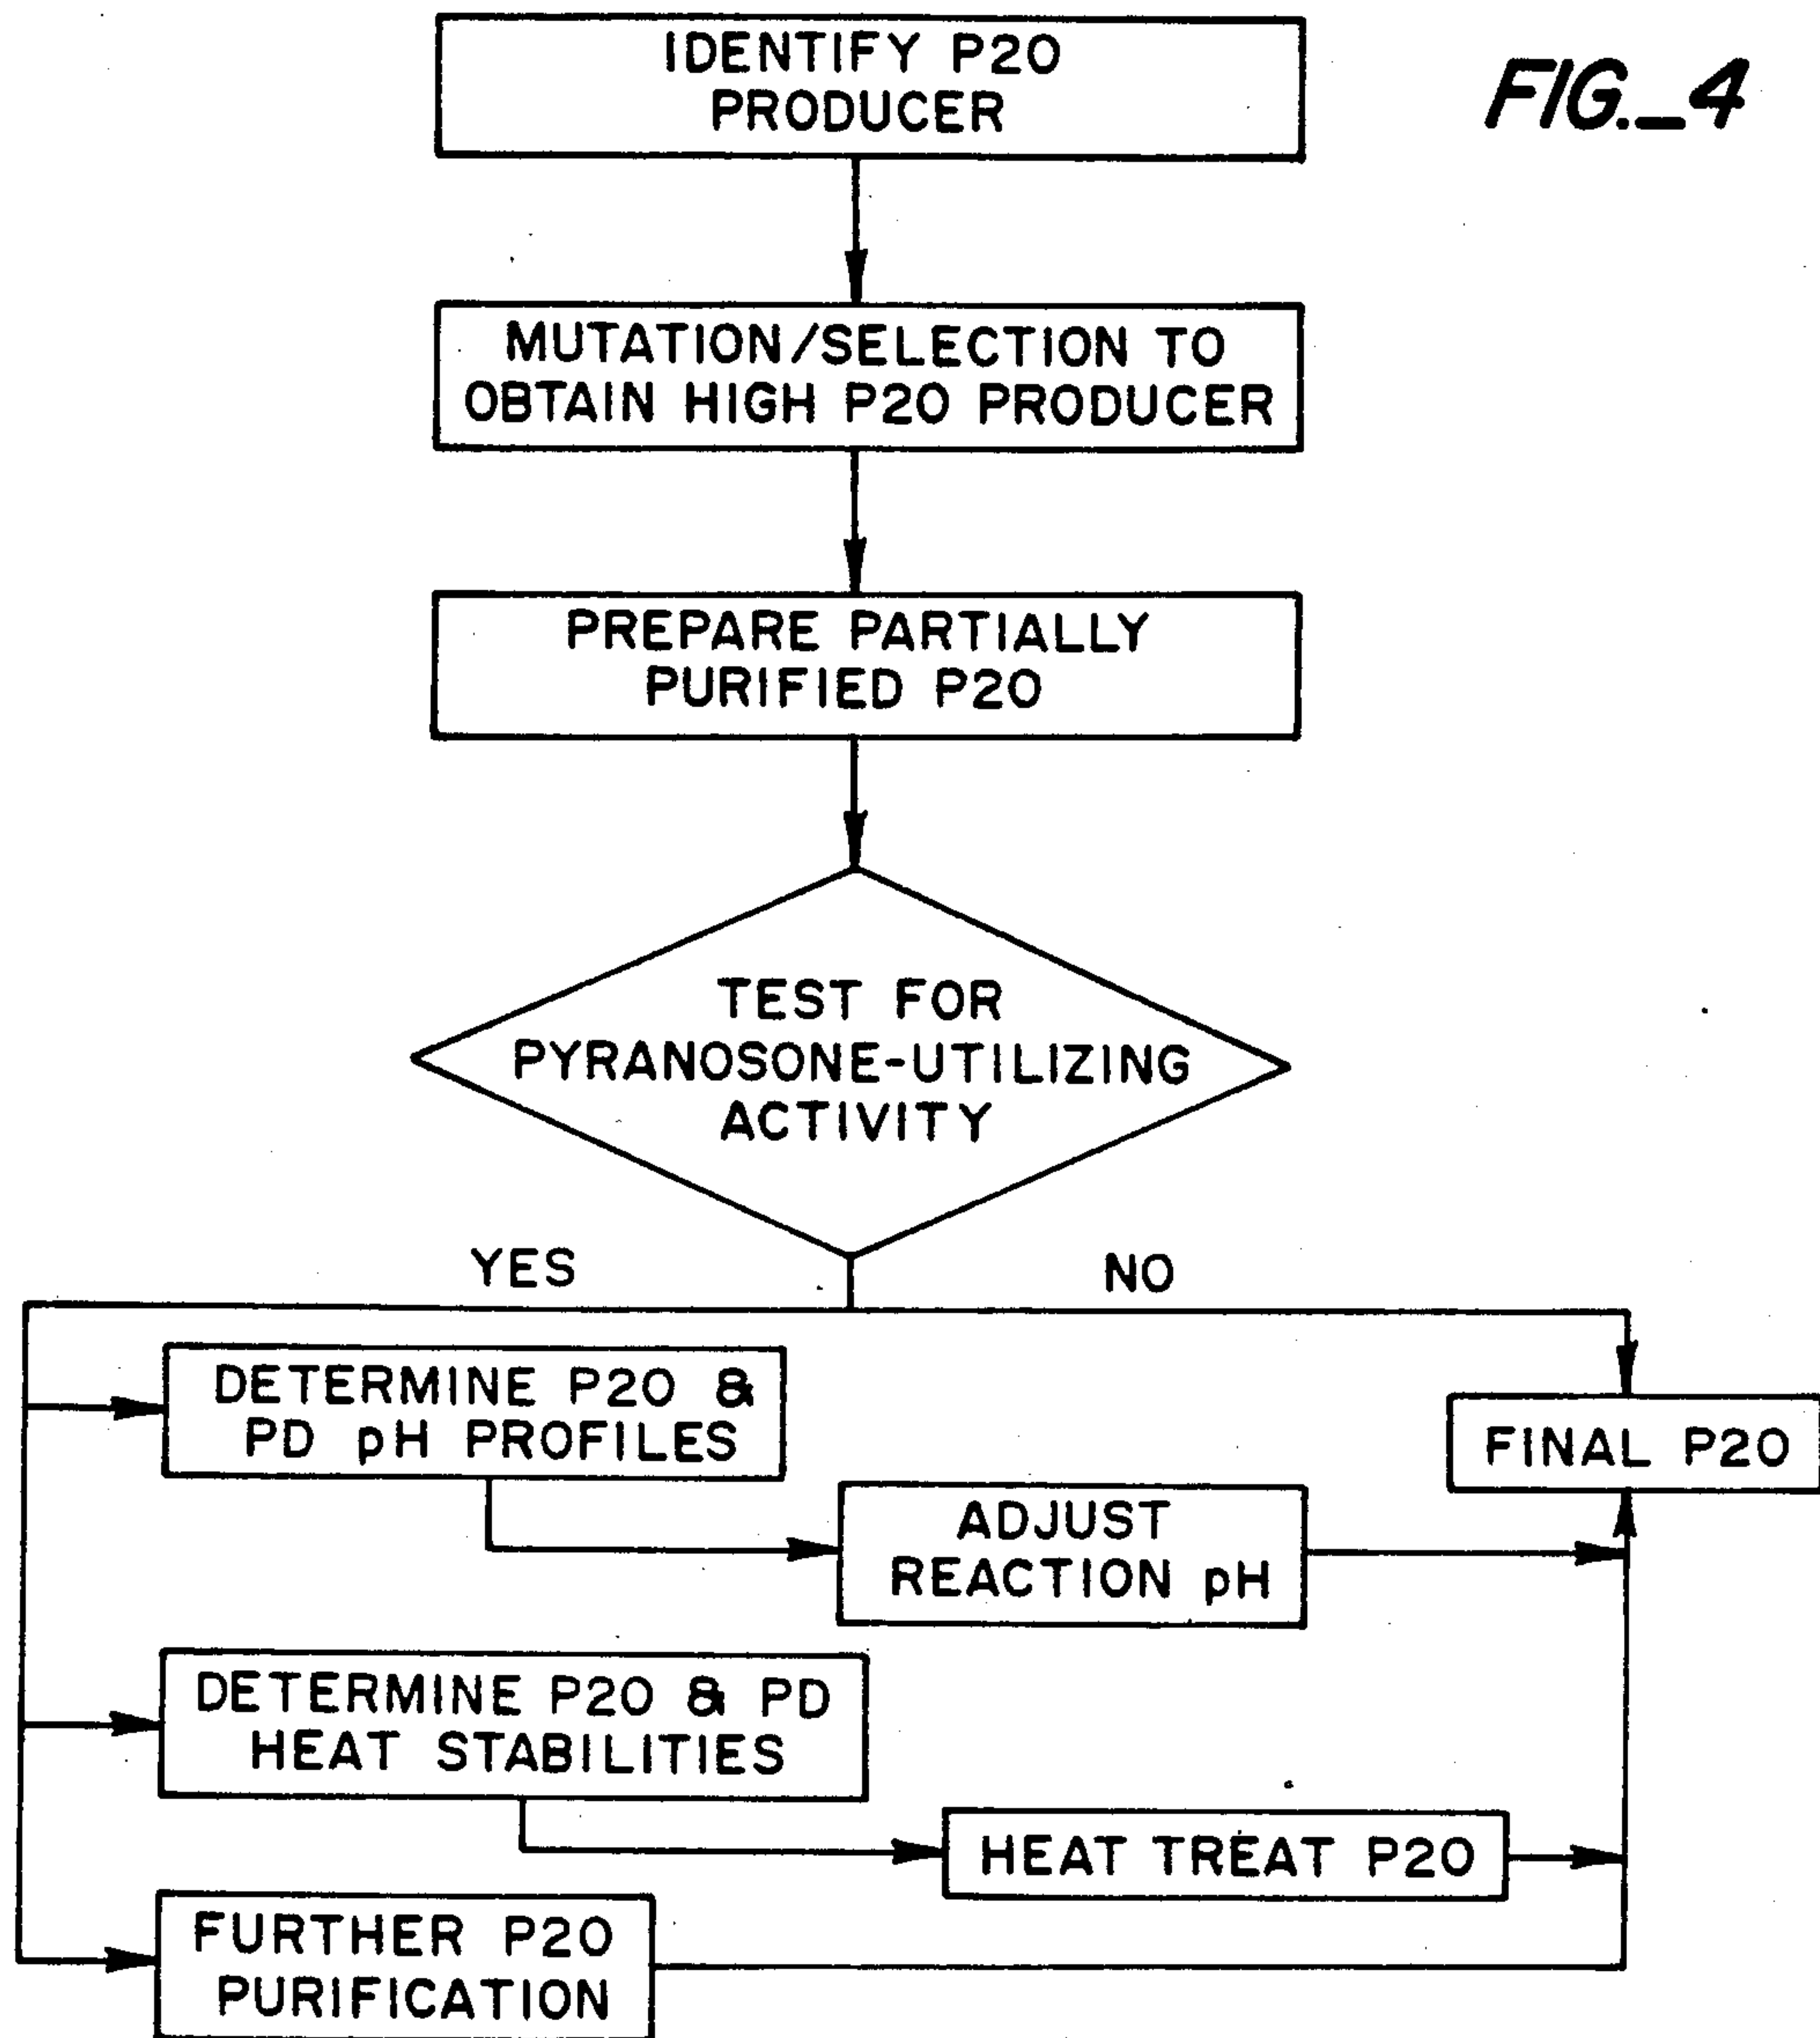 IDENTIFY P2O
PRODUCER
FIG._4
MUTATION/SELECTION TO
OBTAIN HIGH P2O PRODUCER
PREPARE PARTIALLY
PURIFIED P2O
TEST FOR
PYRANOSONE-UTILIZING
ACTIVITY
YES
NO
DETERMINE P2O &
PD pH PROFILES
FINAL P2O
ADJUST
REACTION pH
DETERMINE P2O & PD
HEAT STABILITIES
HEAT TREAT P2O
FURTHER P2O
PURIFICATION